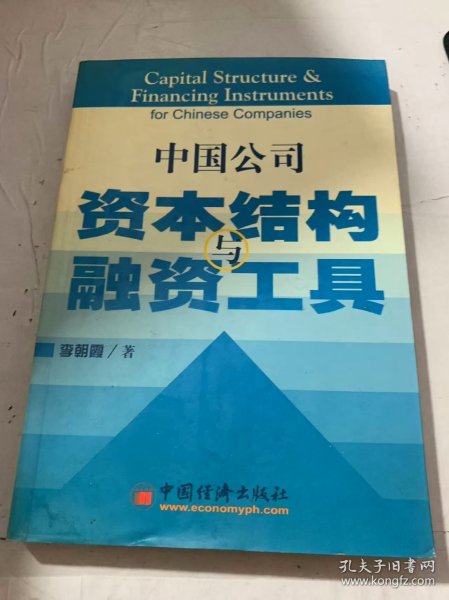 Capital Structure &
Financing Instruments
for Chinese Companies
中国公司
资本结构
与
融资工具
李朝霞/著
中国经济出版社
www.economyph.com
孔夫子旧书网
www.kongfz.com